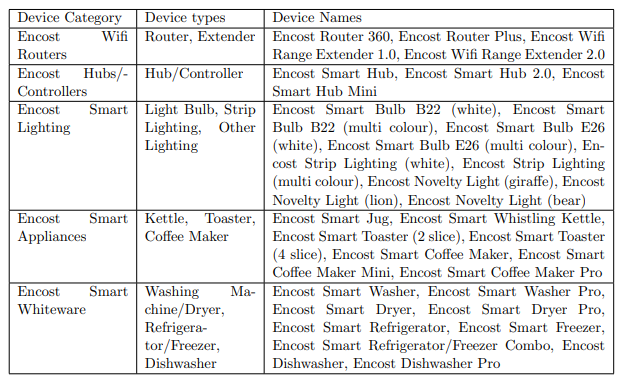 Device Category Device types Device Names
Encost Wifi Routers Router, Extender Encost Router 360, Encost Router Plus, Encost Wifi
Range Extender 1.0, Encost Wifi Range Extender 2.0
Encost Hubs/-
Controllers
Hub/Controller
Encost Smart Hub, Encost Smart Hub 2.0, Encost
Smart Hub Mini
Encost Smart
Lighting
Light Bulb, Strip
Lighting, Other
Lighting
Encost Smart Bulb B22 (white), Encost Smart
Bulb B22 (multi colour), Encost Smart Bulb E26
(white), Encost Smart Bulb E26 (multi colour), En-
cost Strip Lighting (white), Encost Strip Lighting
(multi colour), Encost Novelty Light (giraffe), Encost
Novelty Light (lion), Encost Novelty Light (bear)
Encost Smart
Appliances
Kettle, Toaster,
Coffee Maker
Encost Smart Jug, Encost Smart Whistling Kettle,
Encost Smart Toaster (2 slice), Encost Smart Toaster
(4 slice), Encost Smart Coffee Maker, Encost Smart
Coffee Maker Mini, Encost Smart Coffee Maker Pro
Encost Smart
Whiteware
Washing Ma-
chine/Dryer,
Refrigera-
tor/Freezer,
Dishwasher
Encost Smart Washer, Encost Smart Washer Pro,
Encost Smart Dryer, Encost Smart Dryer Pro,
Encost Smart Refrigerator, Encost Smart Freezer,
Encost Smart Refrigerator/Freezer Combo, Encost
Dishwasher, Encost Dishwasher Pro